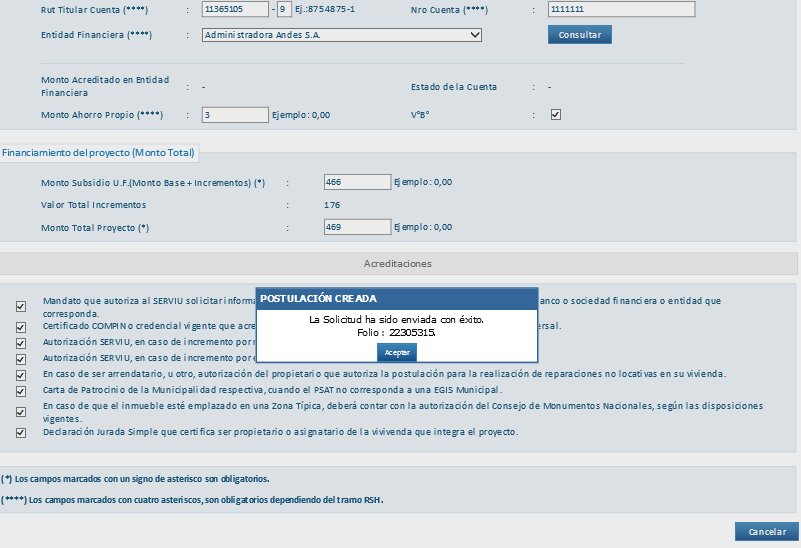 Rut Titular Cuenta (****) : 11365105 - 9 Ej.:8754875-1 Nro Cuenta (****) : 1111111
Entidad Financiera (****) : Administradora Andes S.A. Consultar
Monto Acreditado en Entidad Financiera : - Estado de la Cuenta : -
Monto Ahorro Propio (****) : 3 Ejemplo: 0,00 VºBº :
Financiamiento del proyecto (Monto Total)
Monto Subsidio U.F.(Monto Base + Incrementos) (*) : 466 Ejemplo: 0,00
Valor Total Incrementos : 176
Monto Total Proyecto (*) : 469 Ejemplo: 0,00
Acreditaciones
POSTULACIÓN CREADA
La Solicitud ha sido enviada con éxito.
Folio : 22305315.
Aceptar
Mandato que autoriza al SERVIU solicitar informa anco o sociedad financiera o entidad que
corresponda.
Certificado COMPIN o credencial vigente que acre ersal.
Autorización SERVIU, en caso de incremento por
Autorización SERVIU, en caso de incremento por
En caso de ser arrendatario, u otro, autorización del propietario que autoriza la postulación para la realización de reparaciones no locativas en su vivienda.
Carta de Patrocinio de la Municipalidad respectiva, cuando el PSAT no corresponda a una EGIS Municipal.
En caso de que el inmueble esté emplazado en una Zona Típica, deberá contar con la autorización del Consejo de Monumentos Nacionales, según las disposiciones
vigentes.
Declaración Jurada Simple que certifica ser propietario o asignatario de la vivivenda que integra el proyecto.
(*) Los campos marcados con un signo de asterisco son obligatorios.
(****) Los campos marcados con cuatro asteriscos, son obligatorios dependiendo del tramo RSH.
Cancelar